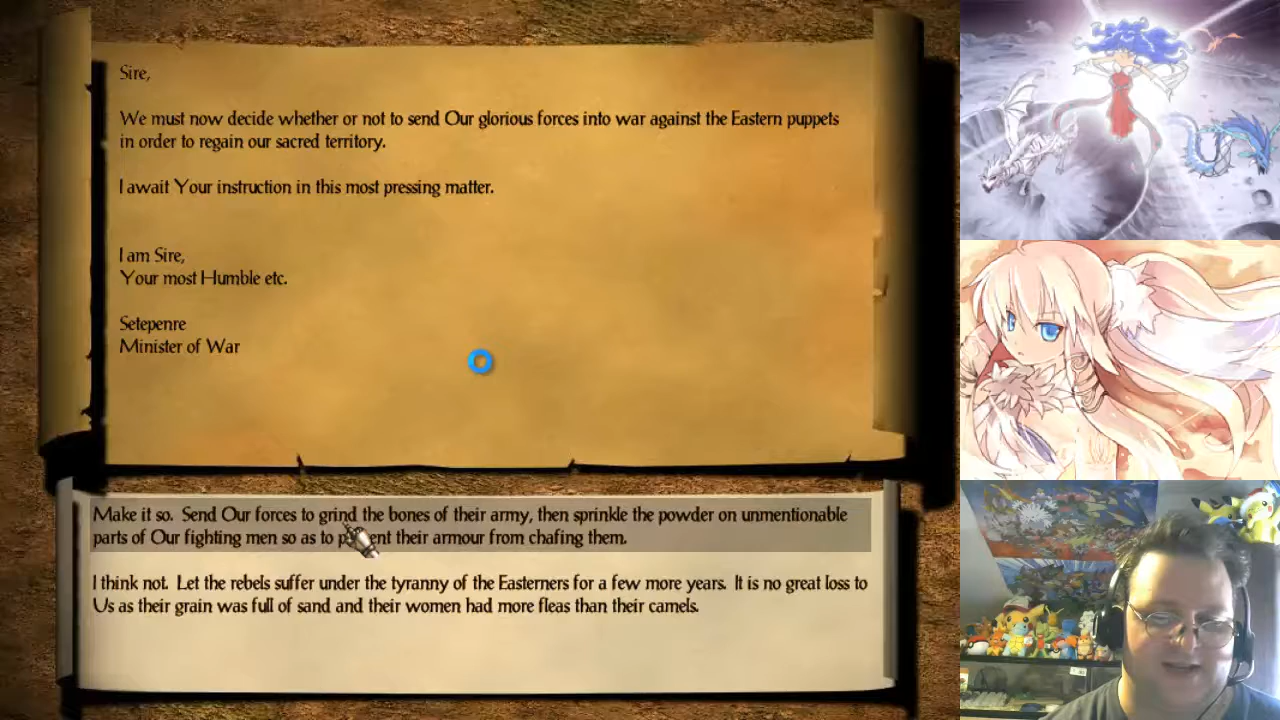 Sire,
We must now decide whether or not to send Our glorious forces into war against the Eastern puppets
in order to regain our sacred territory.
I await Your instruction in this most pressing matter.
I am Sire,
Your most Humble etc.
Setepenre
Minister of War
Make it so. Send Our forces to grind the bones of their army, then sprinkle the powder on unmentionable
parts of Our fighting men so as to p ent their armour from chafing them.
I think not. Let the rebels suffer under the tyranny of the Easterners for a few more years. It is no great loss to
Us as their grain was full of sand and their women had more fleas than their camels.